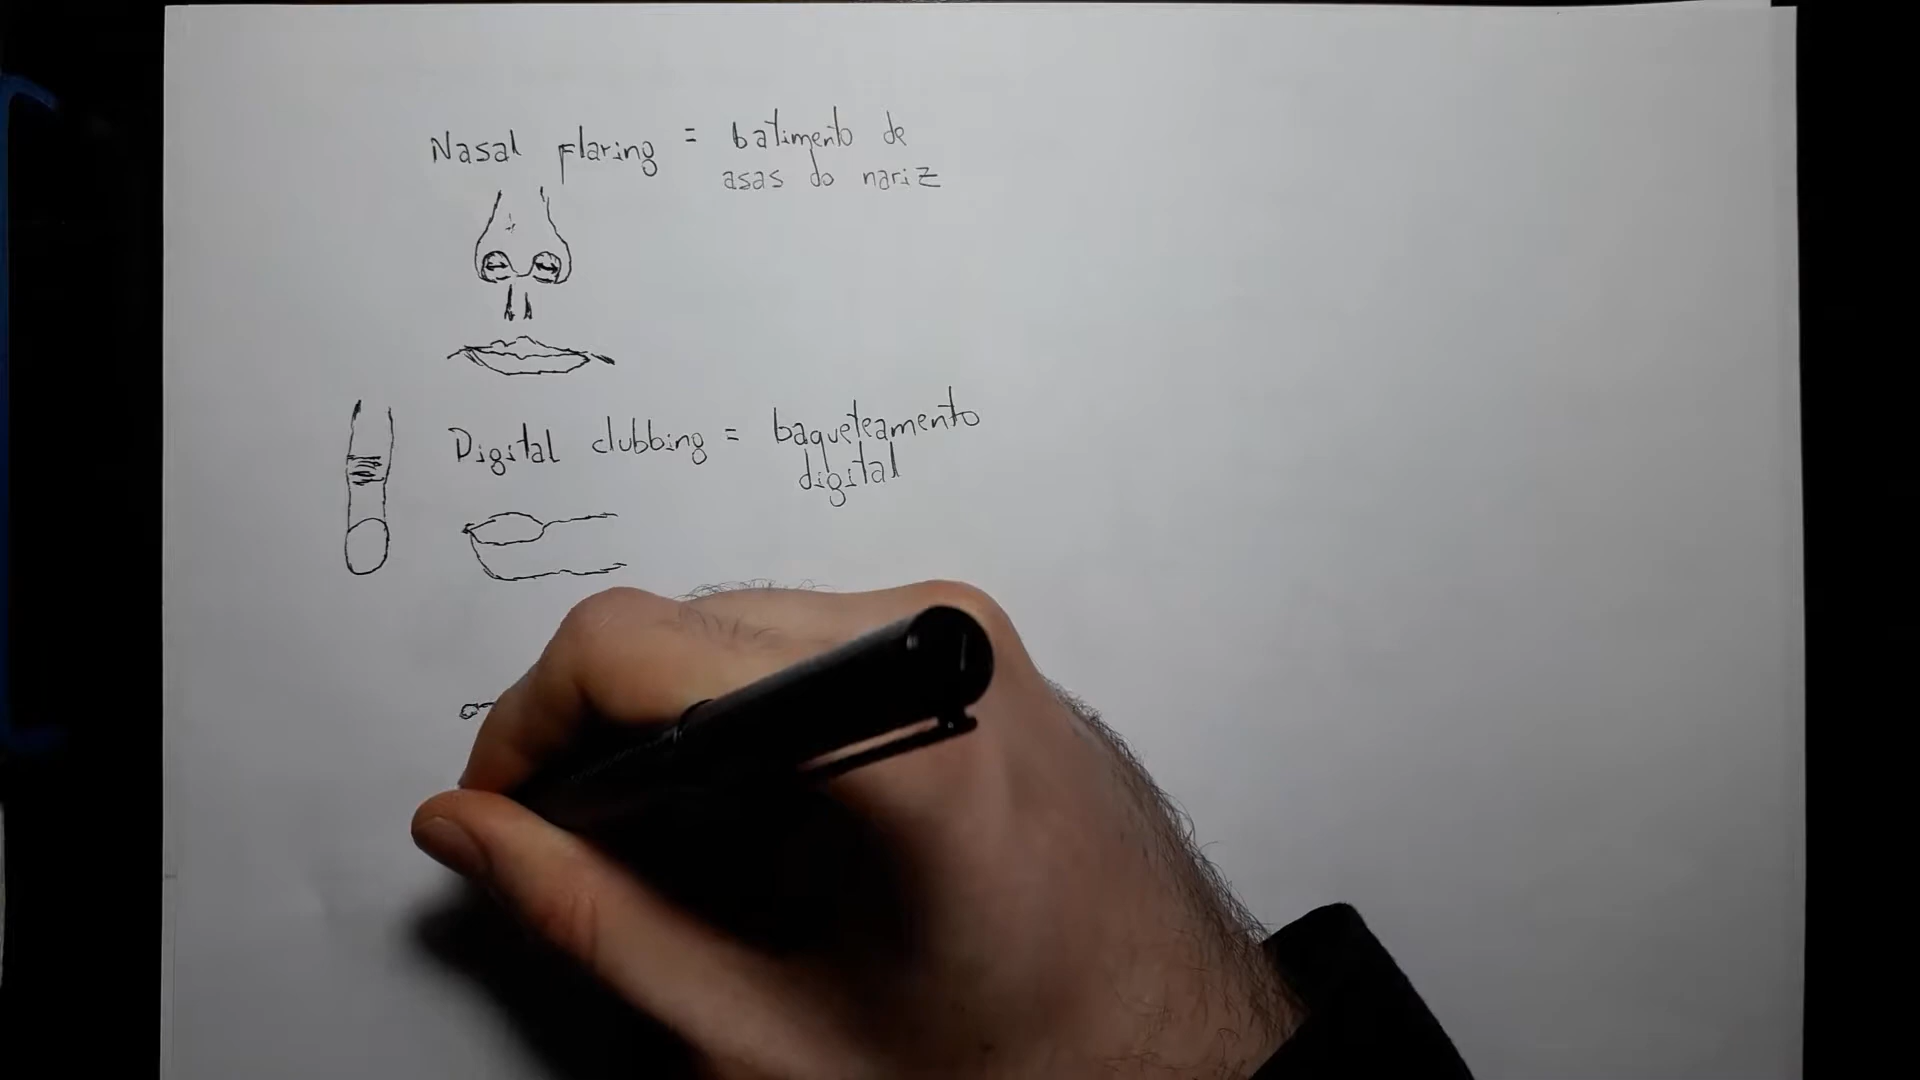 Nasal flaring = batimento de
asas do nariz
Digital clubbing = baqueteamento
digital